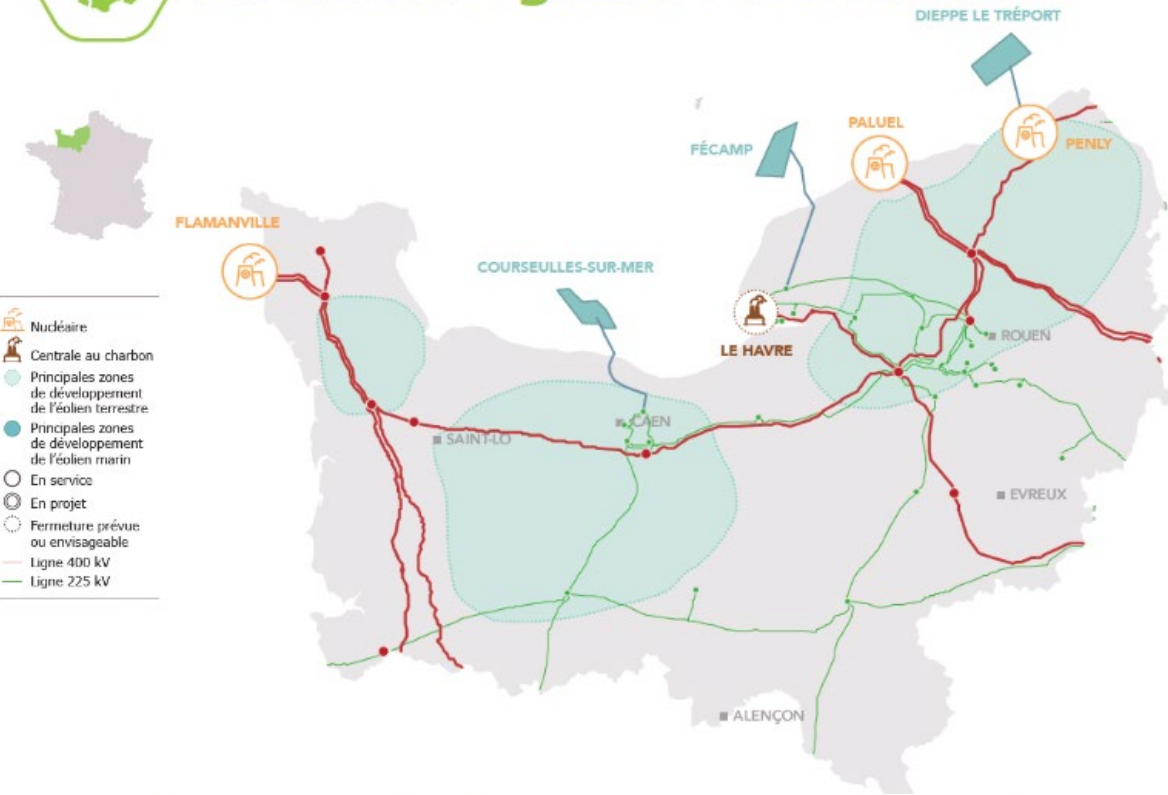 DIEPPE LE TRÉPORT
PALUEL
FÉCAMP
PENLY
FLAMANVILLE
COURSEULLES-SUR-MER
LE HAVRE
ROUEN
CAEN
SAINT-LO
EVREUX
ALENÇON
Nucléaire
Centrale au charbon
Principales zones
de développement
de l'éolien terrestre
Principales zones
de développement
de l'éolien marin
En service
En projet
Fermeture prévue
ou envisageable
Ligne 400 kV
Ligne 225 kV